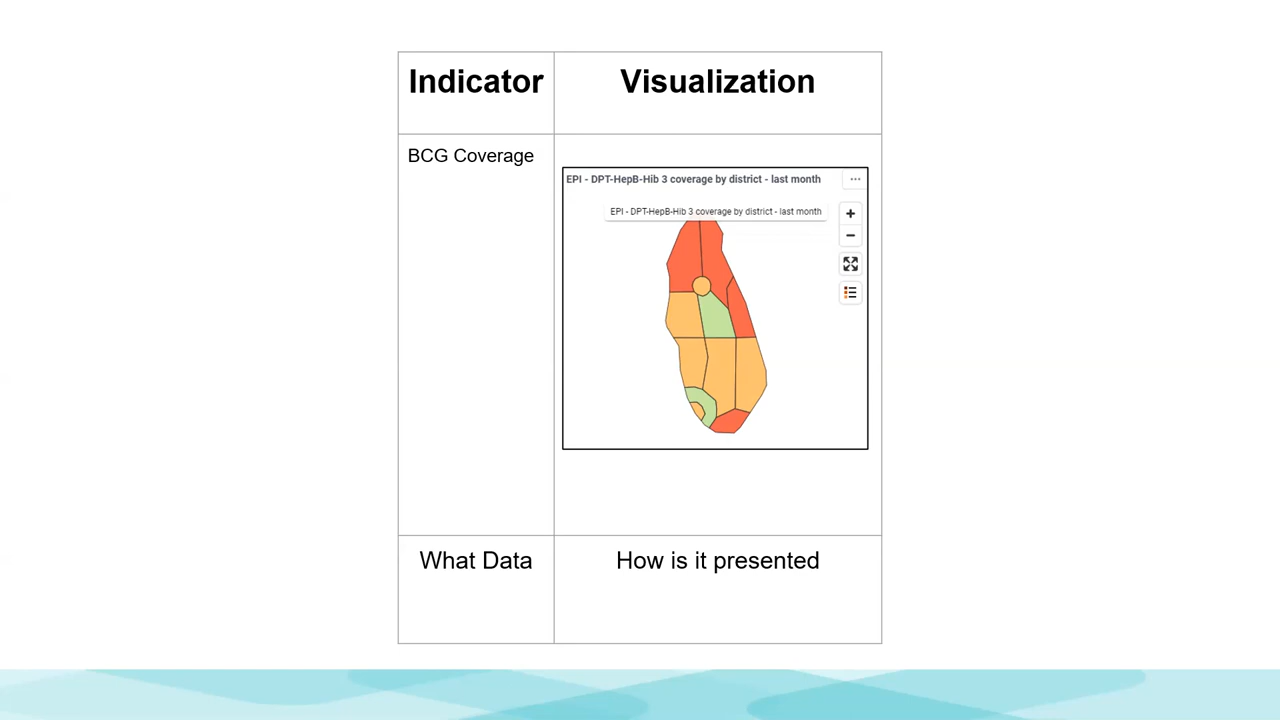 Indicator
Visualization
BCG Coverage
EPI - DPT-HepB-Hib 3 coverage by district - last month
EPI - DPT-HepB-Hib 3 coverage by district - last month
What Data
How is it presented